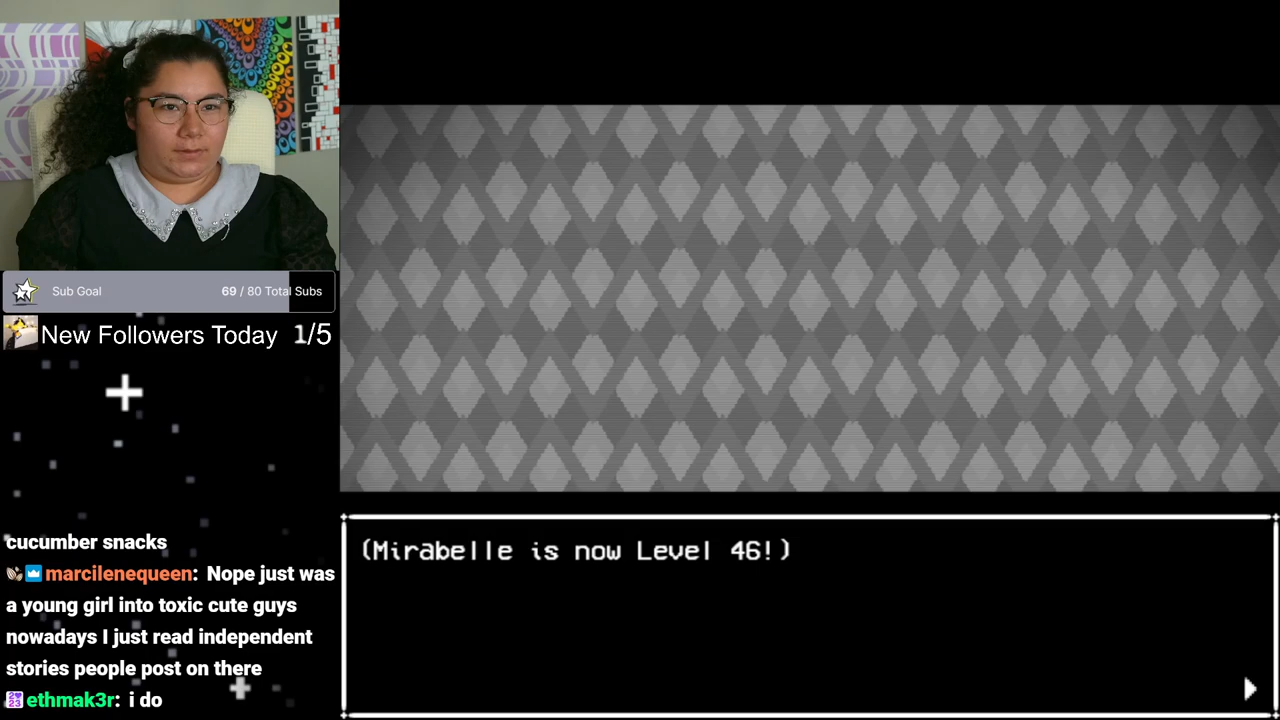 Sub Goal 69 / 80 Total Subs
New Followers Today 1/5
cucumber snacks
marcilenequeen: Nope just was
a young girl into toxic cute guys
nowadays I just read independent
stories people post on there
ethmak3r: i do
(Mirabelle is now Level 46!)